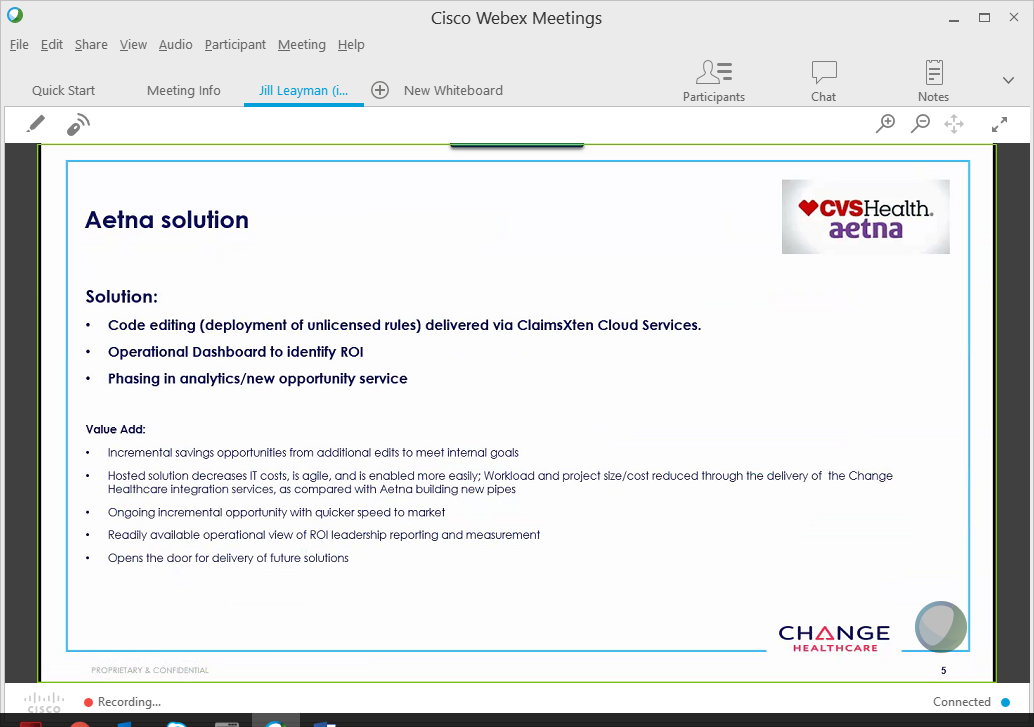 Cisco Webex Meetings
File Edit Share View Audio Participant Meeting Help
Quick Start Meeting Info Jill Leayman (i... New Whiteboard Participants Chat Notes
Aetna solution
CVSHealth.
aetna
Solution:
• Code editing (deployment of unlicensed rules) delivered via ClaimsXten Cloud Services.
• Operational Dashboard to identify ROI
• Phasing in analytics/new opportunity service
Value Add:
• Incremental savings opportunities from additional edits to meet internal goals
• Hosted solution decreases IT costs, is agile, and is enabled more easily; Workload and project size/cost reduced through the delivery of the Change
Healthcare integration services, as compared with Aetna building new pipes
• Ongoing incremental opportunity with quicker speed to market
• Readily available operational view of ROI leadership reporting and measurement
• Opens the door for delivery of future solutions
CHANGE
HEALTHCARE
PROPRIETARY & CONFIDENTIAL 5
cisco Recording... Connected